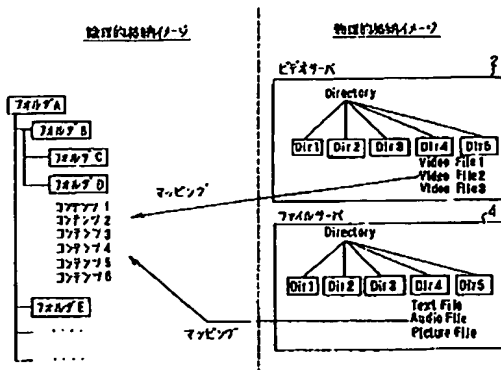 論理的格納イメージ
フォルダA
フォルダB
フォルダC
フォルダD
コンテンツ1
コンテンツ2
コンテンツ3
コンテンツ4
コンテンツ5
コンテンツ6
フォルダE
....
....
マッピング
マッピング
物理的格納イメージ
ビデオサーバ
2
Directory
Dir1 Dir2 Dir3 Dir4 Dir5
Video File1
Video File2
Video File3
ファイルサーバ
4
Directory
Dir1 Dir2 Dir3 Dir4 Dir5
Text File
Audio File
Picture File